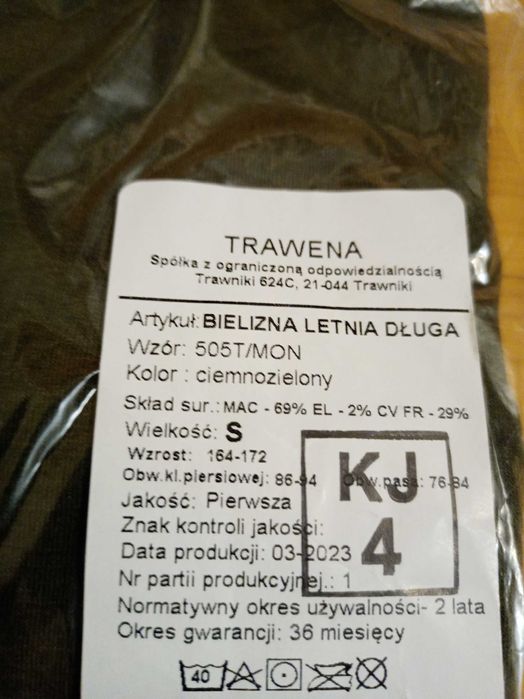 TRAWENA
Spółka z ograniczoną odpowiedzialnością
Trawniki 624C, 21-044 Trawniki
Artykuł: BIELIZNA LETNIA DŁUGA
Wzór: 505T/MON
Kolor : ciemnozielony
Skład sur.: MAC - 69% EL - 2% CV FR - 29%
Wielkość: S
Wzrost: 164-172
Obw.kl.piersiowej: 86-94 Obw.pasa: 76-84
Jakość: Pierwsza
Znak kontroli jakości:
KJ
4
Data produkcji: 03-2023
Nr partii produkcyjnej.: 1
Normatywny okres używalności- 2 lata
Okres gwarancji: 36 miesięcy
40